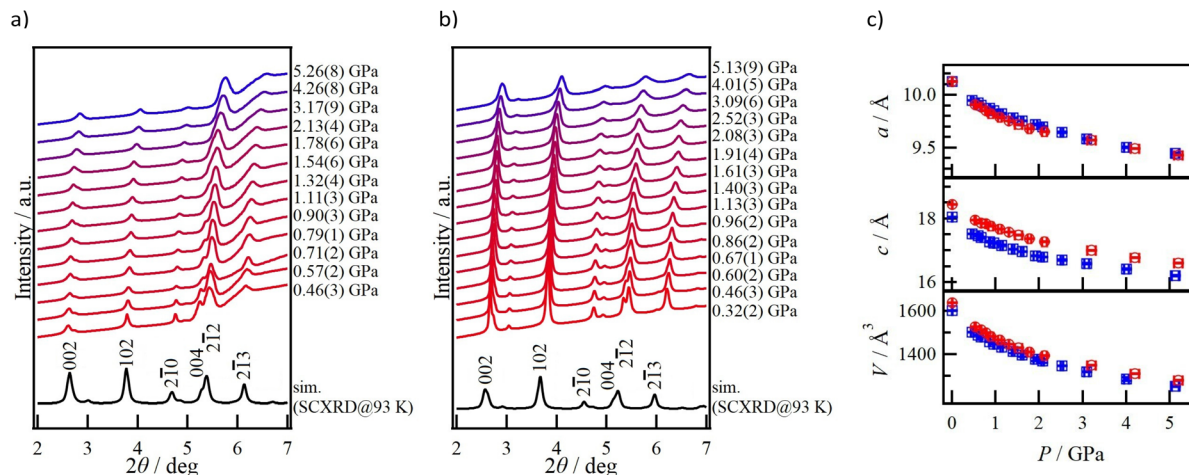 a)
5.26(8) GPa
4.26(8) GPa
3.17(9) GPa
2.13(4) GPa
1.78(6) GPa
1.54(6) GPa
1.32(4) GPa
1.11(3) GPa
0.90(3) GPa
0.79(1) GPa
0.71(2) GPa
0.57(2) GPa
0.46(3) GPa
Intensity / a.u.
002
102
2̅10
004
2̅12
2̅13
sim.
(SCXRD@93 K)
2 3 4 5 6 7
2θ / deg
b)
5.13(9) GPa
4.01(5) GPa
3.09(6) GPa
2.52(3) GPa
2.08(3) GPa
1.91(4) GPa
1.61(3) GPa
1.40(3) GPa
1.13(3) GPa
0.96(2) GPa
0.86(2) GPa
0.67(1) GPa
0.60(2) GPa
0.46(3) GPa
0.32(2) GPa
Intensity / a.u.
002
102
2̅10
004
2̅12
2̅13
sim.
(SCXRD@93 K)
2 3 4 5 6 7
2θ / deg
c)
a / Å
10.0
9.5
c / Å
18
16
V / Å³
1600
1400
0 1 2 3 4 5
P / GPa